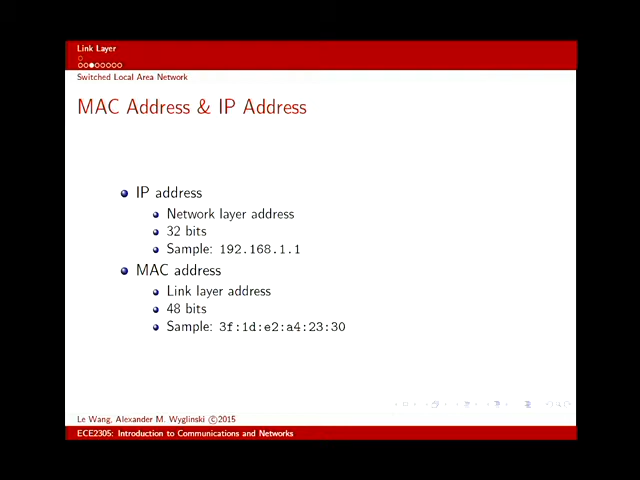 Link Layer
Switched Local Area Network
MAC Address & IP Address
IP address
Network layer address
32 bits
Sample: 192.168.1.1
MAC address
Link layer address
48 bits
Sample: 3f:1d:e2:a4:23:30
Le Wang, Alexander M. Wyglinski ©2015
ECE2305: Introduction to Communications and Networks